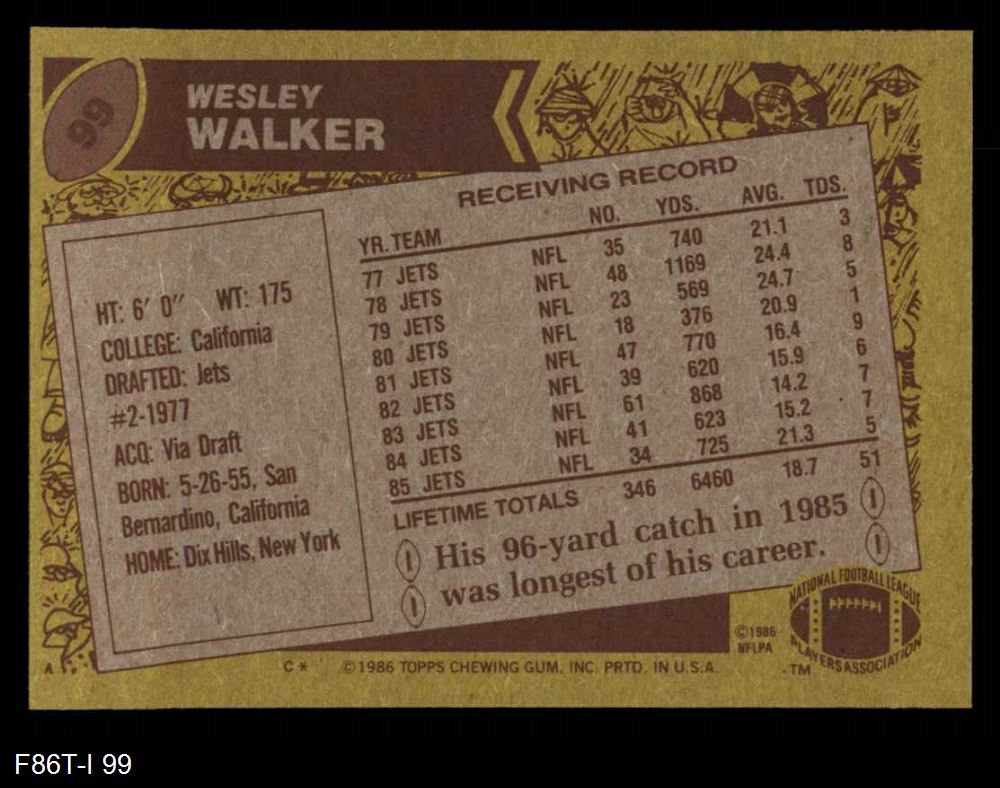 99
WESLEY
WALKER
RECEIVING RECORD
YR. TEAM NO. YDS. AVG. TDS.
77 JETS NFL 35 740 21.1 3
78 JETS NFL 48 1169 24.4 8
79 JETS NFL 23 569 24.7 5
80 JETS NFL 18 376 20.9 1
81 JETS NFL 47 770 16.4 9
82 JETS NFL 39 620 15.9 6
83 JETS NFL 61 868 14.2 7
84 JETS NFL 41 623 15.2 7
85 JETS NFL 34 725 21.3 5
LIFETIME TOTALS 346 6460 18.7 51
HT: 6' 0" WT: 175
COLLEGE: California
DRAFTED: Jets
#2-1977
ACQ: Via Draft
BORN: 5-26-55, San
Bernardino, California
HOME: Dix Hills, New York
His 96-yard catch in 1985
was longest of his career.
©1986
NFLPA
NATIONAL FOOTBALL LEAGUE
PLAYERS ASSOCIATION
TM
A
C* ©1986 TOPPS CHEWING GUM, INC. PRTD. IN U.S.A.
F86T-I 99